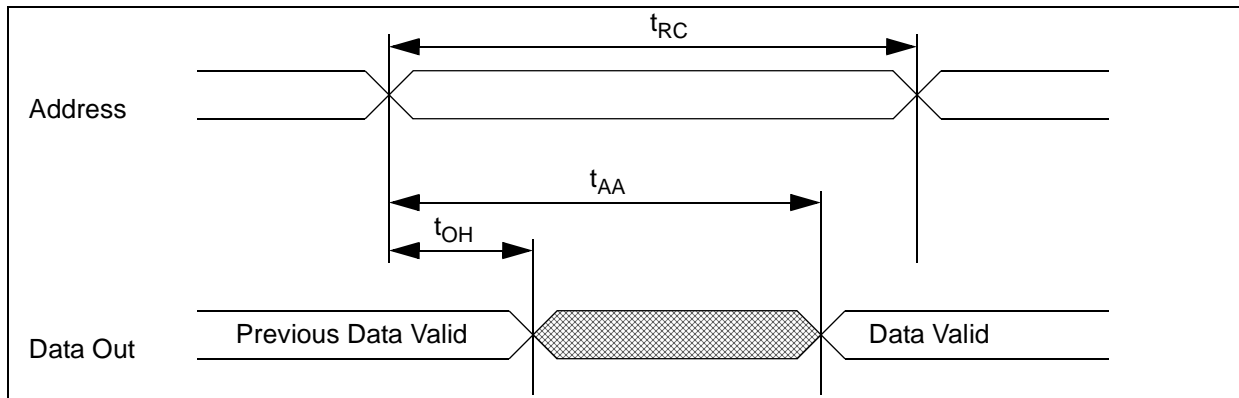 tRC
Address
tAA
tOH
Previous Data Valid
Data Valid
Data Out